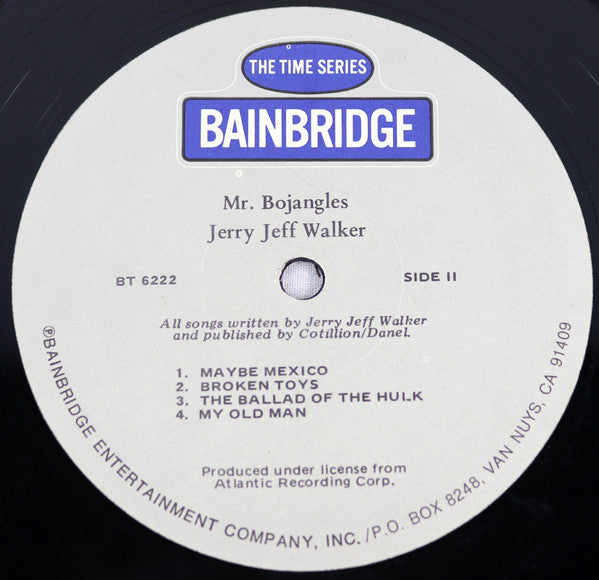 THE TIME SERIES
BAINBRIDGE
Mr. Bojangles
Jerry Jeff Walker
BT 6222
SIDE II
All songs written by Jerry Jeff Walker
and published by Cotillion/Danel.
1. MAYBE MEXICO
2. BROKEN TOYS
3. THE BALLAD OF THE HULK
4. MY OLD MAN
Produced under license from
Atlantic Recording Corp.
℗BAINBRIDGE ENTERTAINMENT COMPANY, INC./P.O. BOX 8248, VAN NUYS, CA 91409